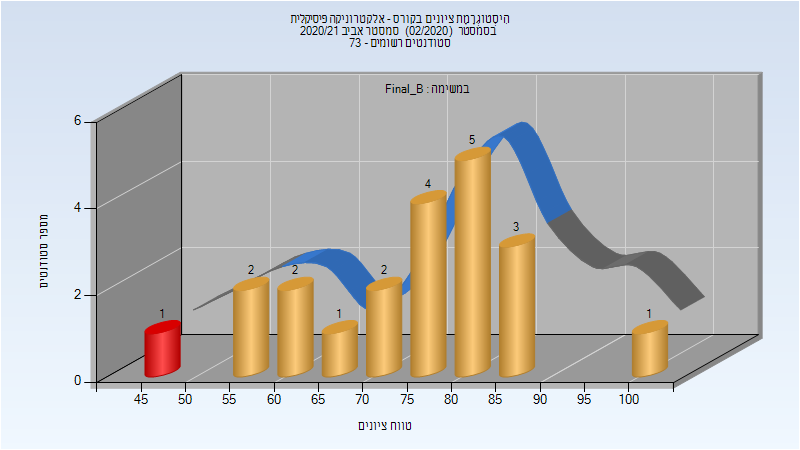 היסטוגרמת ציונים בקורס - אלקטרוניקה פיסיקלית
בסמסטר (02/2020) סמסטר אביב 2020/21
סטודנטים רשומים - 73
במשימה : Final_B
מספר סטודנטים
6
4
2
0
1
2
2
1
2
4
5
3
1
45 50 55 60 65 70 75 80 85 90 95 100
טווח ציונים